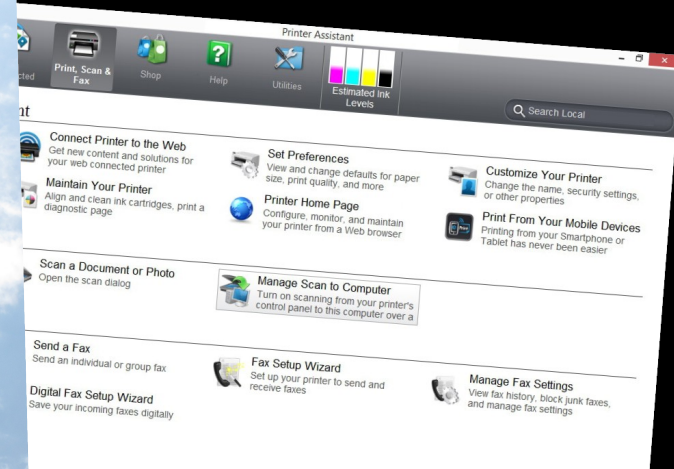 Printer Assistant
cted
Print, Scan &
Fax
Shop
Help
Utilities
Estimated Ink
Levels
Search Local
nt
Connect Printer to the Web
Get new content and solutions for
your web connected printer
Set Preferences
View and change defaults for paper
size, print quality, and more
Customize Your Printer
Change the name, security settings,
or other properties
Maintain Your Printer
Align and clean ink cartridges, print a
diagnostic page
Printer Home Page
Configure, monitor, and maintain
your printer from a Web browser
Print From Your Mobile Devices
Printing from your Smartphone or
Tablet has never been easier
Scan a Document or Photo
Open the scan dialog
Manage Scan to Computer
Turn on scanning from your printer's
control panel to this computer over a
Send a Fax
Send an individual or group fax
Fax Setup Wizard
Set up your printer to send and
receive faxes
Manage Fax Settings
View fax history, block junk faxes,
and manage fax settings
Digital Fax Setup Wizard
Save your incoming faxes digitally